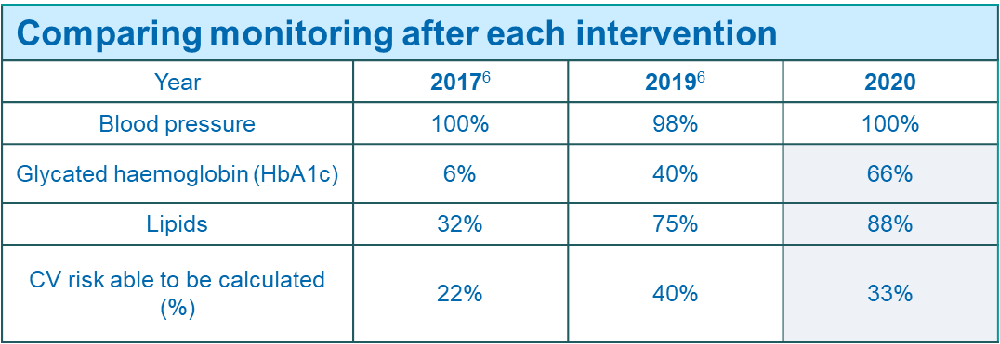 Comparing monitoring after each intervention
Year 2017⁶ 2019⁶ 2020
Blood pressure 100% 98% 100%
Glycated haemoglobin (HbA1c) 6% 40% 66%
Lipids 32% 75% 88%
CV risk able to be calculated
(%) 22% 40% 33%